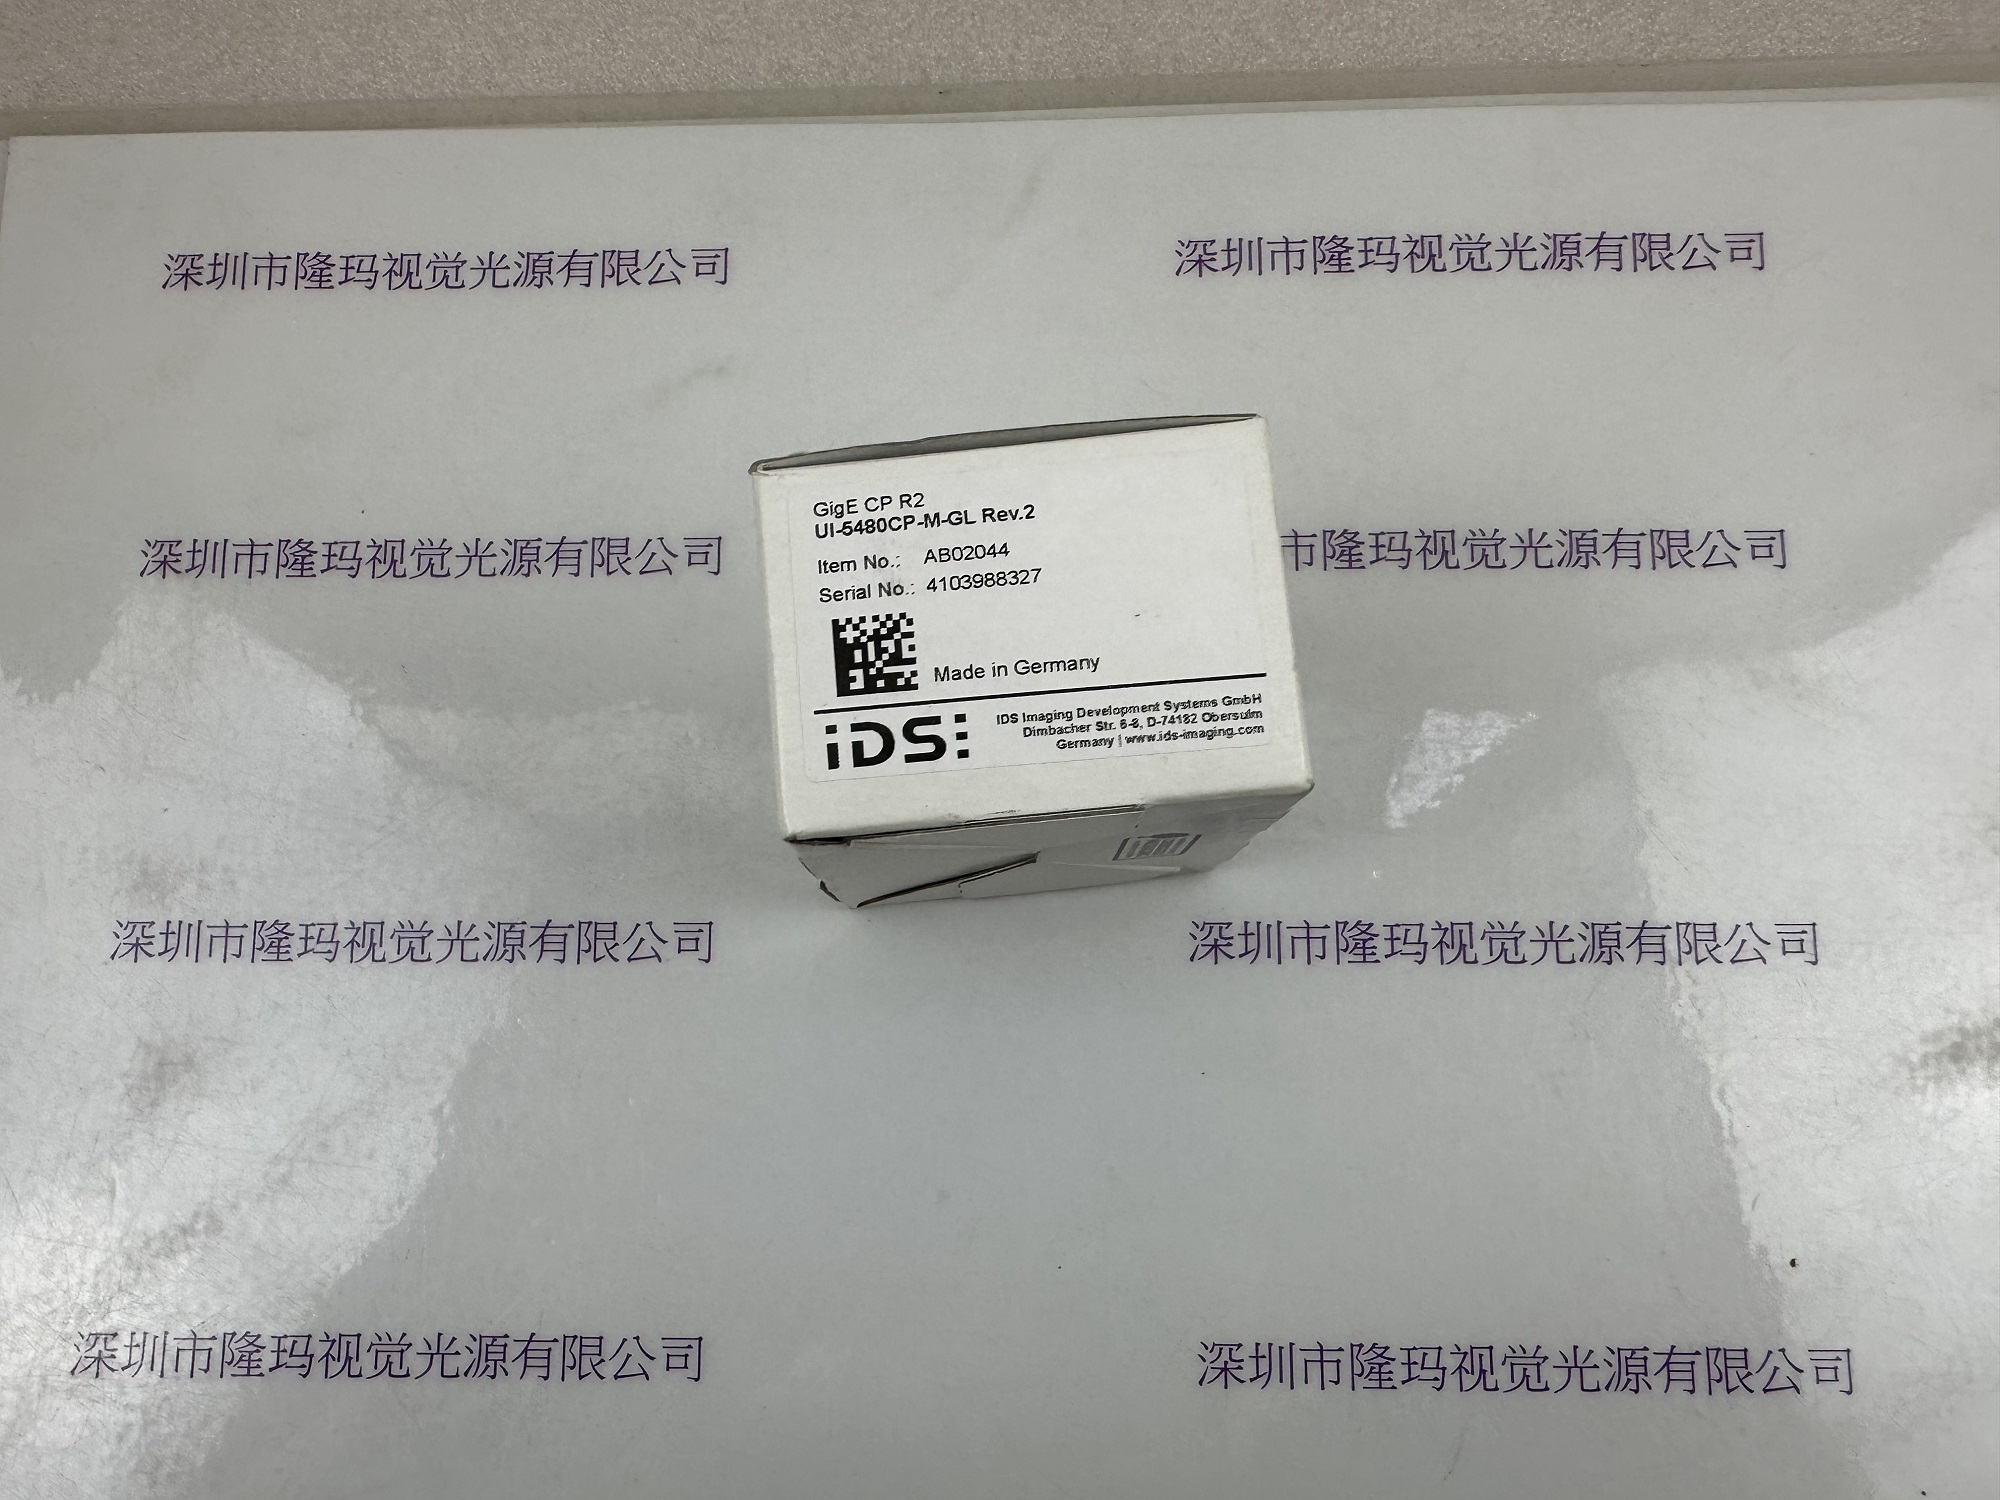 深圳市隆玛视觉光源有限公司
深圳市隆玛视觉光源有限公司
GigE CP R2
UI-5480CP-M-GL Rev.2
Item No.: AB02044
Serial No.: 4103988327
Made in Germany
IDS
IDS Imaging Development Systems GmbH
Dimbacher Str. 6-8, D-74182 Obersulm
Germany | www.ids-imaging.com
深圳市隆玛视觉光源有限公司
市隆玛视觉光源有限公司
深圳市隆玛视觉光源有限公司
深圳市隆玛视觉光源有限公司
深圳市隆玛视觉光源有限公司
深圳市隆玛视觉光源有限公司